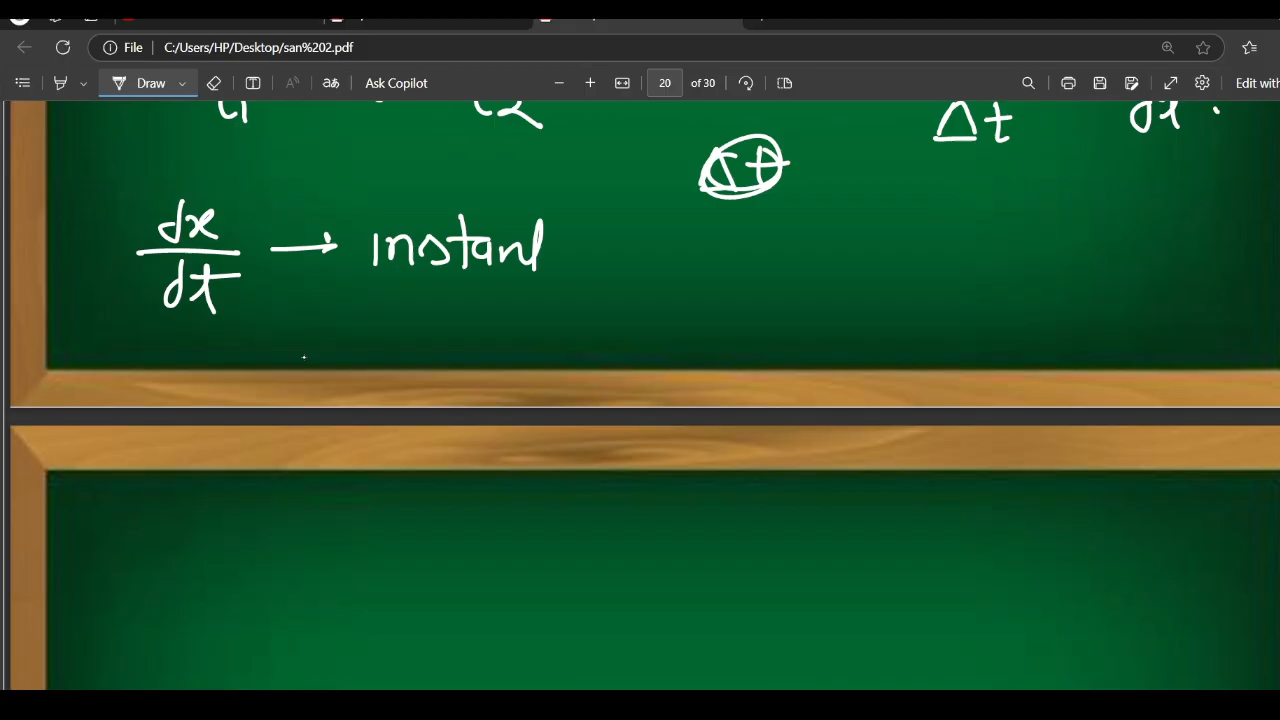 File C:/Users/HP/Desktop/san%202.pdf
Draw Ask Copilot 20 of 30 Edit with
Δt
dx/dt → instant